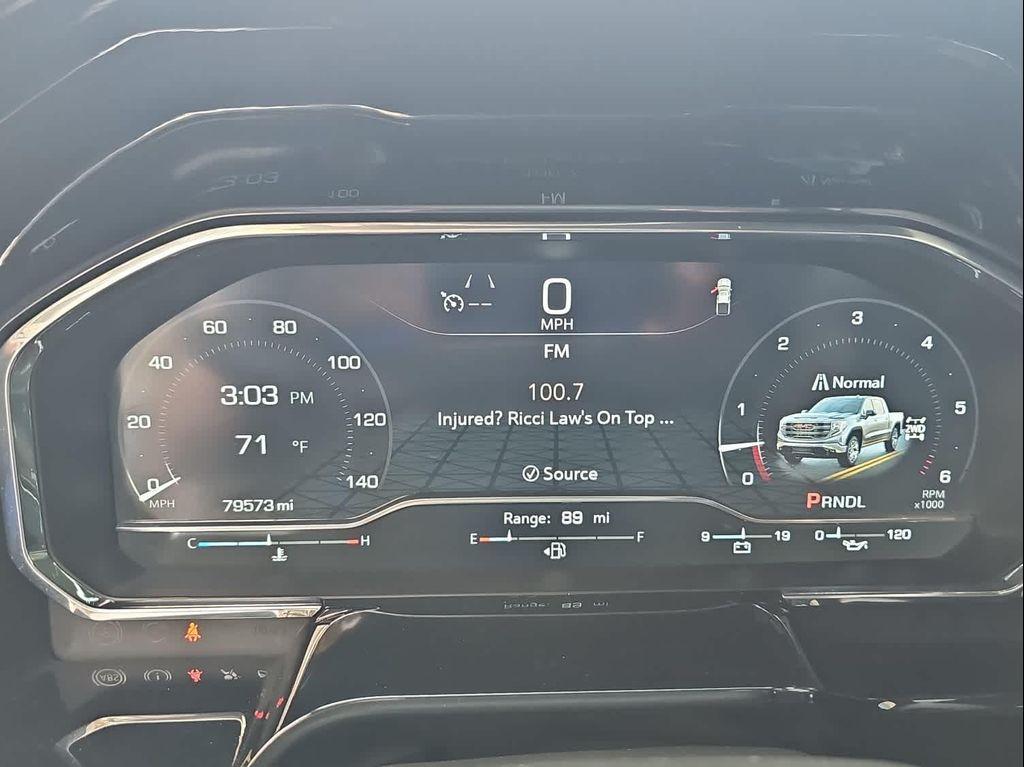 0
MPH
FM
100.7
Injured? Ricci Law's On Top ...
Source
60 80
40 100
20 120
0 140
MPH
3:03 PM
71 °F
79573 mi
3
2 4
1 5
0 6
Normal
2WD
PRNDL
RPM
x1000
C H
Range: 89 mi
E F
9 19
0 120